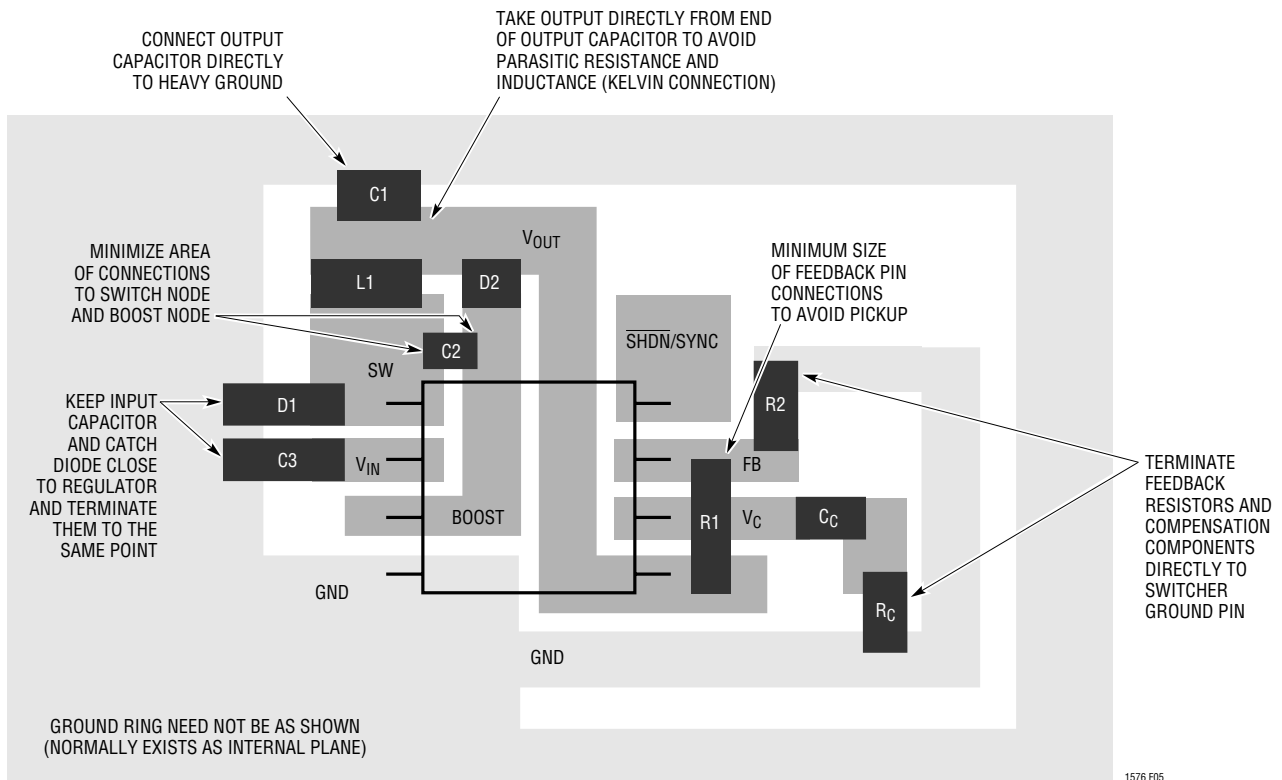 CONNECT OUTPUT
CAPACITOR DIRECTLY
TO HEAVY GROUND
TAKE OUTPUT DIRECTLY FROM END
OF OUTPUT CAPACITOR TO AVOID
PARASITIC RESISTANCE AND
INDUCTANCE (KELVIN CONNECTION)
C1
VOUT
MINIMIZE AREA
OF CONNECTIONS
TO SWITCH NODE
AND BOOST NODE
L1
D2
C2
SW
MINIMUM SIZE
OF FEEDBACK PIN
CONNECTIONS
TO AVOID PICKUP
SHDN/SYNC
KEEP INPUT
CAPACITOR
AND CATCH
DIODE CLOSE
TO REGULATOR
AND TERMINATE
THEM TO THE
SAME POINT
D1
C3
VIN
BOOST
GND
R2
FB
R1
VC
CC
RC
TERMINATE
FEEDBACK
RESISTORS AND
COMPENSATION
COMPONENTS
DIRECTLY TO
SWITCHER
GROUND PIN
GND
GROUND RING NEED NOT BE AS SHOWN
(NORMALLY EXISTS AS INTERNAL PLANE)
1576 F05